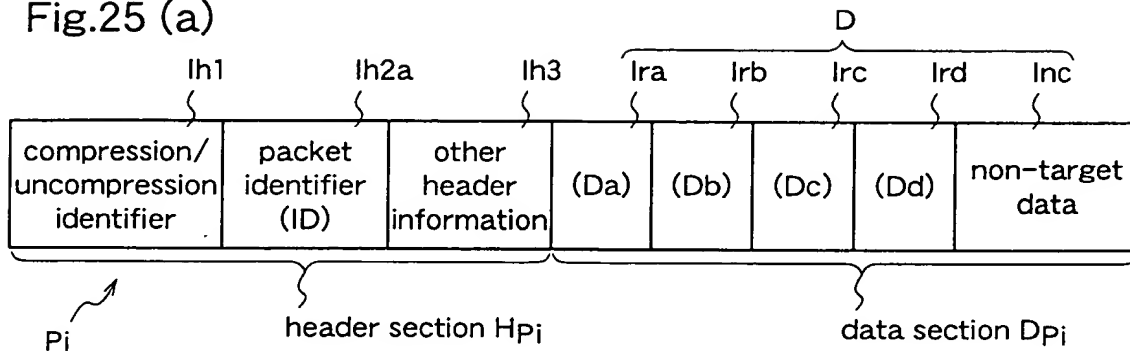 Fig.25 (a)
D
Ih1 Ih2a Ih3 Ira Irb Irc Ird Inc
compression/
uncompression
identifier
packet
identifier
(ID)
other
header
information
(Da)
(Db)
(Dc)
(Dd)
non-target
data
Pi
header section HPi
data section DPi